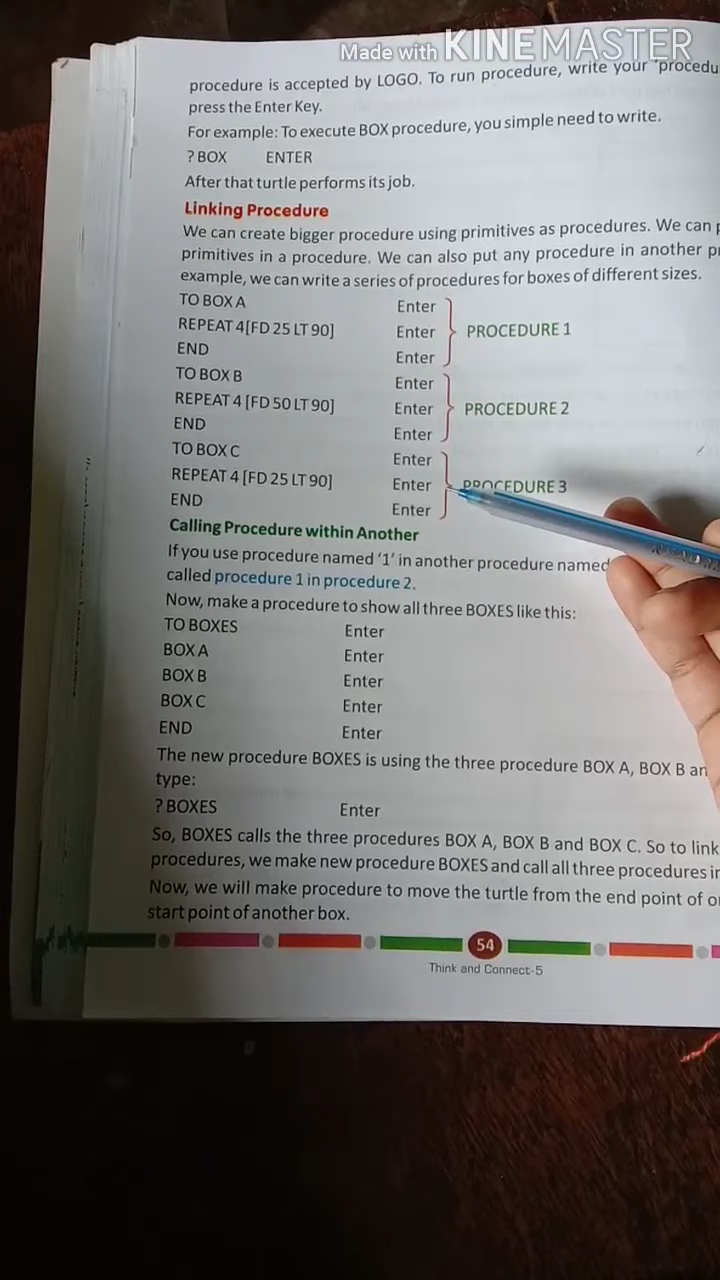 Made with KINEMASTER
procedure is accepted by LOGO. To run procedure, write your 'procedu
press the Enter Key.
For example: To execute BOX procedure, you simple need to write.
? BOX ENTER
After that turtle performs its job.
Linking Procedure
We can create bigger procedure using primitives as procedures. We can
primitives in a procedure. We can also put any procedure in another
example, we can write a series of procedures for boxes of different sizes.
TO BOX A Enter
REPEAT 4[FD 25 LT 90] Enter PROCEDURE 1
END Enter
TO BOX B Enter
REPEAT 4 [FD 50 LT 90] Enter PROCEDURE 2
END Enter
TO BOX C Enter
REPEAT 4 [FD 25 LT 90] Enter PROCEDURE 3
END Enter
Calling Procedure within Another
If you use procedure named '1' in another procedure named
called procedure 1 in procedure 2.
Now, make a procedure to show all three BOXES like this:
TO BOXES Enter
BOX A Enter
BOX B Enter
BOX C Enter
END Enter
The new procedure BOXES is using the three procedure BOX A, BOX B an
type:
? BOXES Enter
So, BOXES calls the three procedures BOX A, BOX B and BOX C. So to link
procedures, we make new procedure BOXES and call all three procedures in
Now, we will make procedure to move the turtle from the end point of
start point of another box.
54
Think and Connect-5